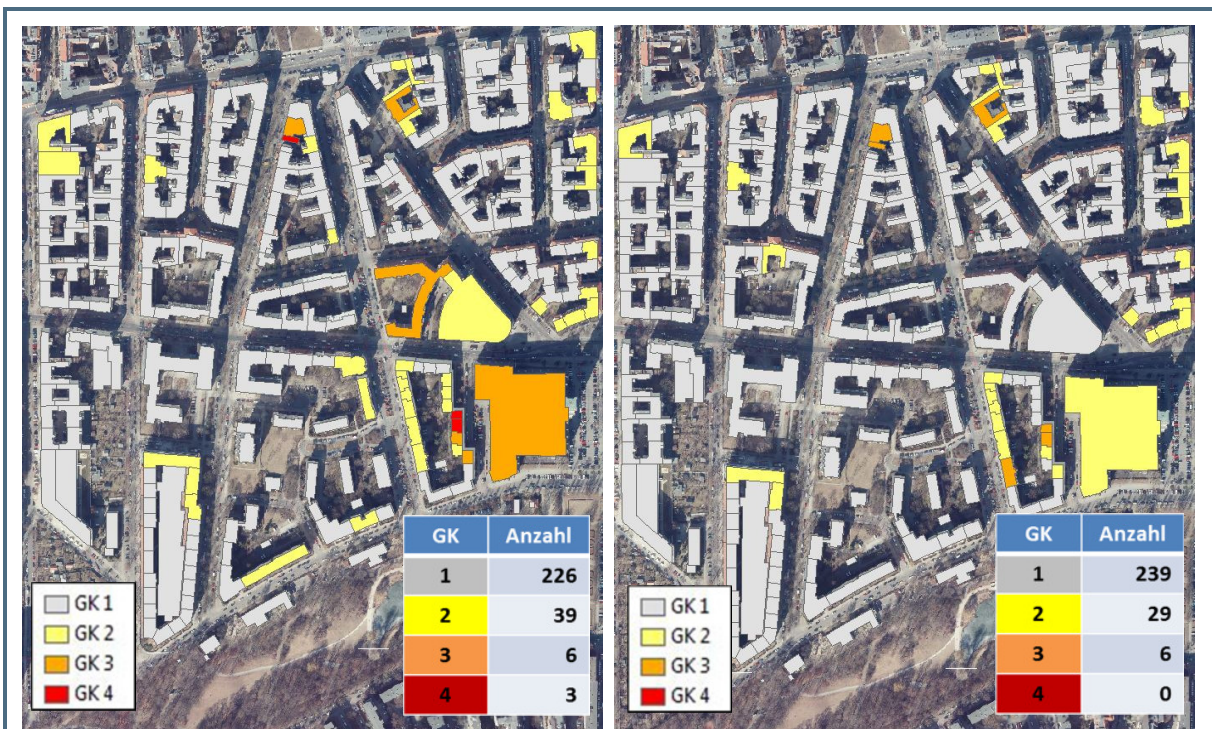 GK Anzahl
1 226
2 39
3 6
4 3
GK 1
GK 2
GK 3
GK 4
GK Anzahl
1 239
2 29
3 6
4 0
GK 1
GK 2
GK 3
GK 4